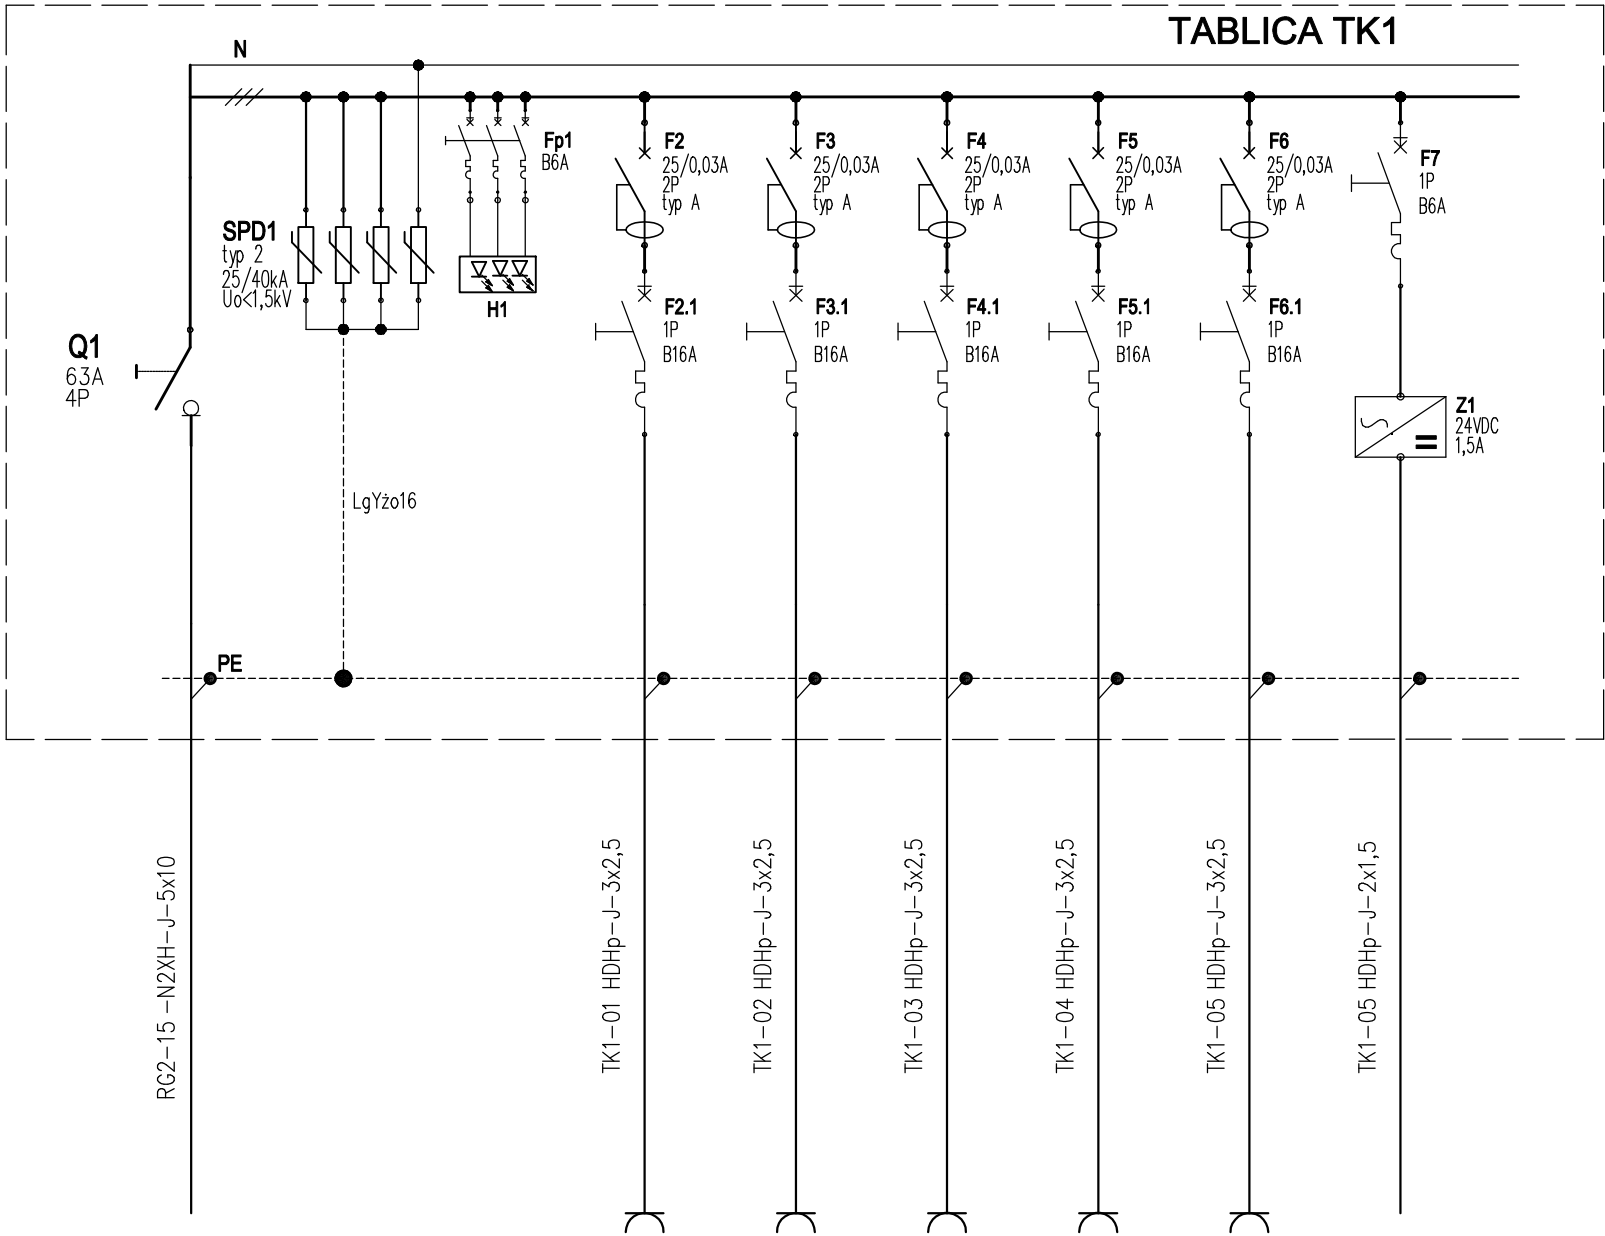 TABLICA TK1
N
Fp1
B6A
F2
25/0,03A
2P
typ A
F3
25/0,03A
2P
typ A
F4
25/0,03A
2P
typ A
F5
25/0,03A
2P
typ A
F6
25/0,03A
2P
typ A
F7
1P
B6A
SPD1
typ 2
25/40kA
Uo<1,5kV
H1
F2.1
1P
B16A
F3.1
1P
B16A
F4.1
1P
B16A
F5.1
1P
B16A
F6.1
1P
B16A
Q1
63A
4P
Z1
24VDC
1,5A
LgYżo16
PE
RG2-15 -N2XH-J-5x10
TK1-01 HDHp-J-3x2,5
TK1-02 HDHp-J-3x2,5
TK1-03 HDHp-J-3x2,5
TK1-04 HDHp-J-3x2,5
TK1-05 HDHp-J-3x2,5
TK1-05 HDHp-J-2x1,5